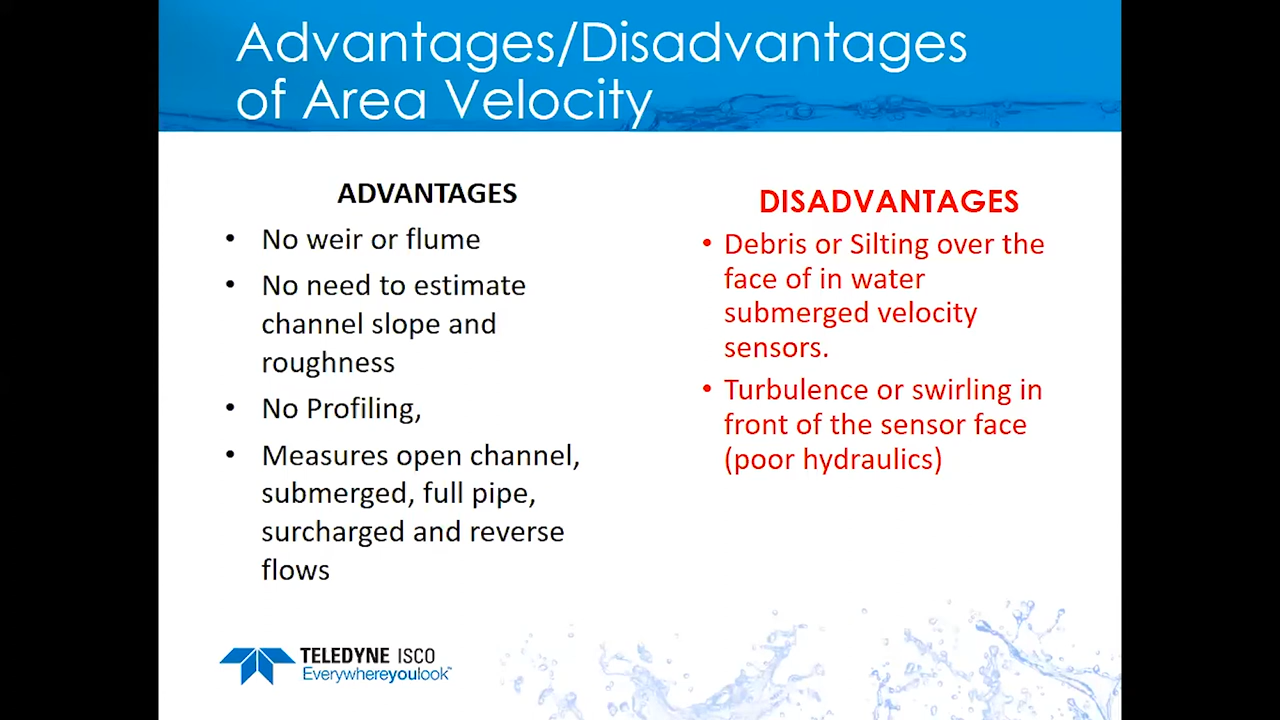 Advantages/Disadvantages
of Area Velocity
ADVANTAGES
• No weir or flume
• No need to estimate
channel slope and
roughness
• No Profiling,
• Measures open channel,
submerged, full pipe,
surcharged and reverse
flows
DISADVANTAGES
• Debris or Silting over the
face of in water
submerged velocity
sensors.
• Turbulence or swirling in
front of the sensor face
(poor hydraulics)
TELEDYNE ISCO
Everywhereyoulook™